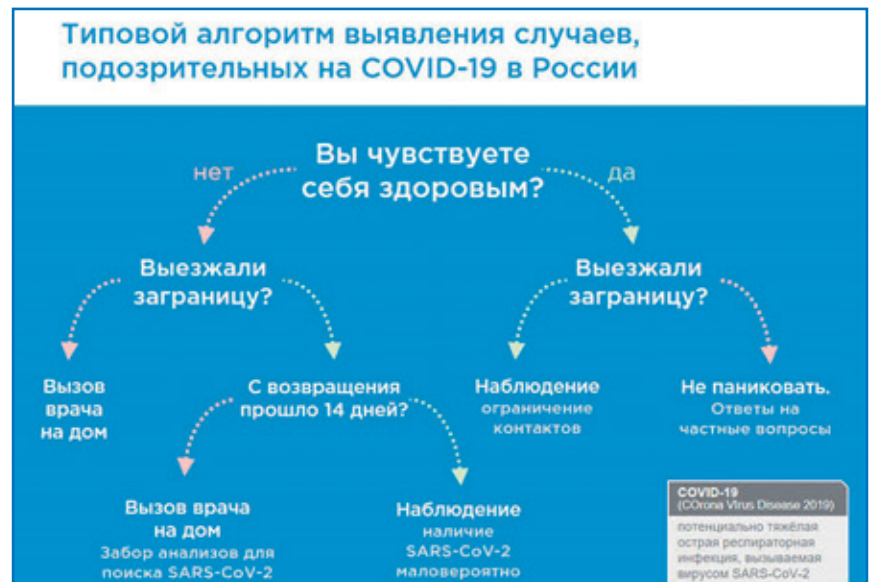 Типовой алгоритм выявления случаев,
подозрительных на COVID-19 в России
Вы чувствуете
себя здоровым?
нет
да
Выезжали
заграницу?
Выезжали
заграницу?
Вызов
врача
на дом
С возвращения
прошло 14 дней?
Наблюдение
ограничение
контактов
Не паниковать.
Ответы на
частные вопросы
Вызов врача
на дом
Забор анализов для
поиска SARS-CoV-2
Наблюдение
наличие
SARS-CoV-2
маловероятно
COVID-19
(COrona VIrus Disease 2019)
потенциально тяжёлая
острая респираторная
инфекция, вызываемая
вирусом SARS-CoV-2